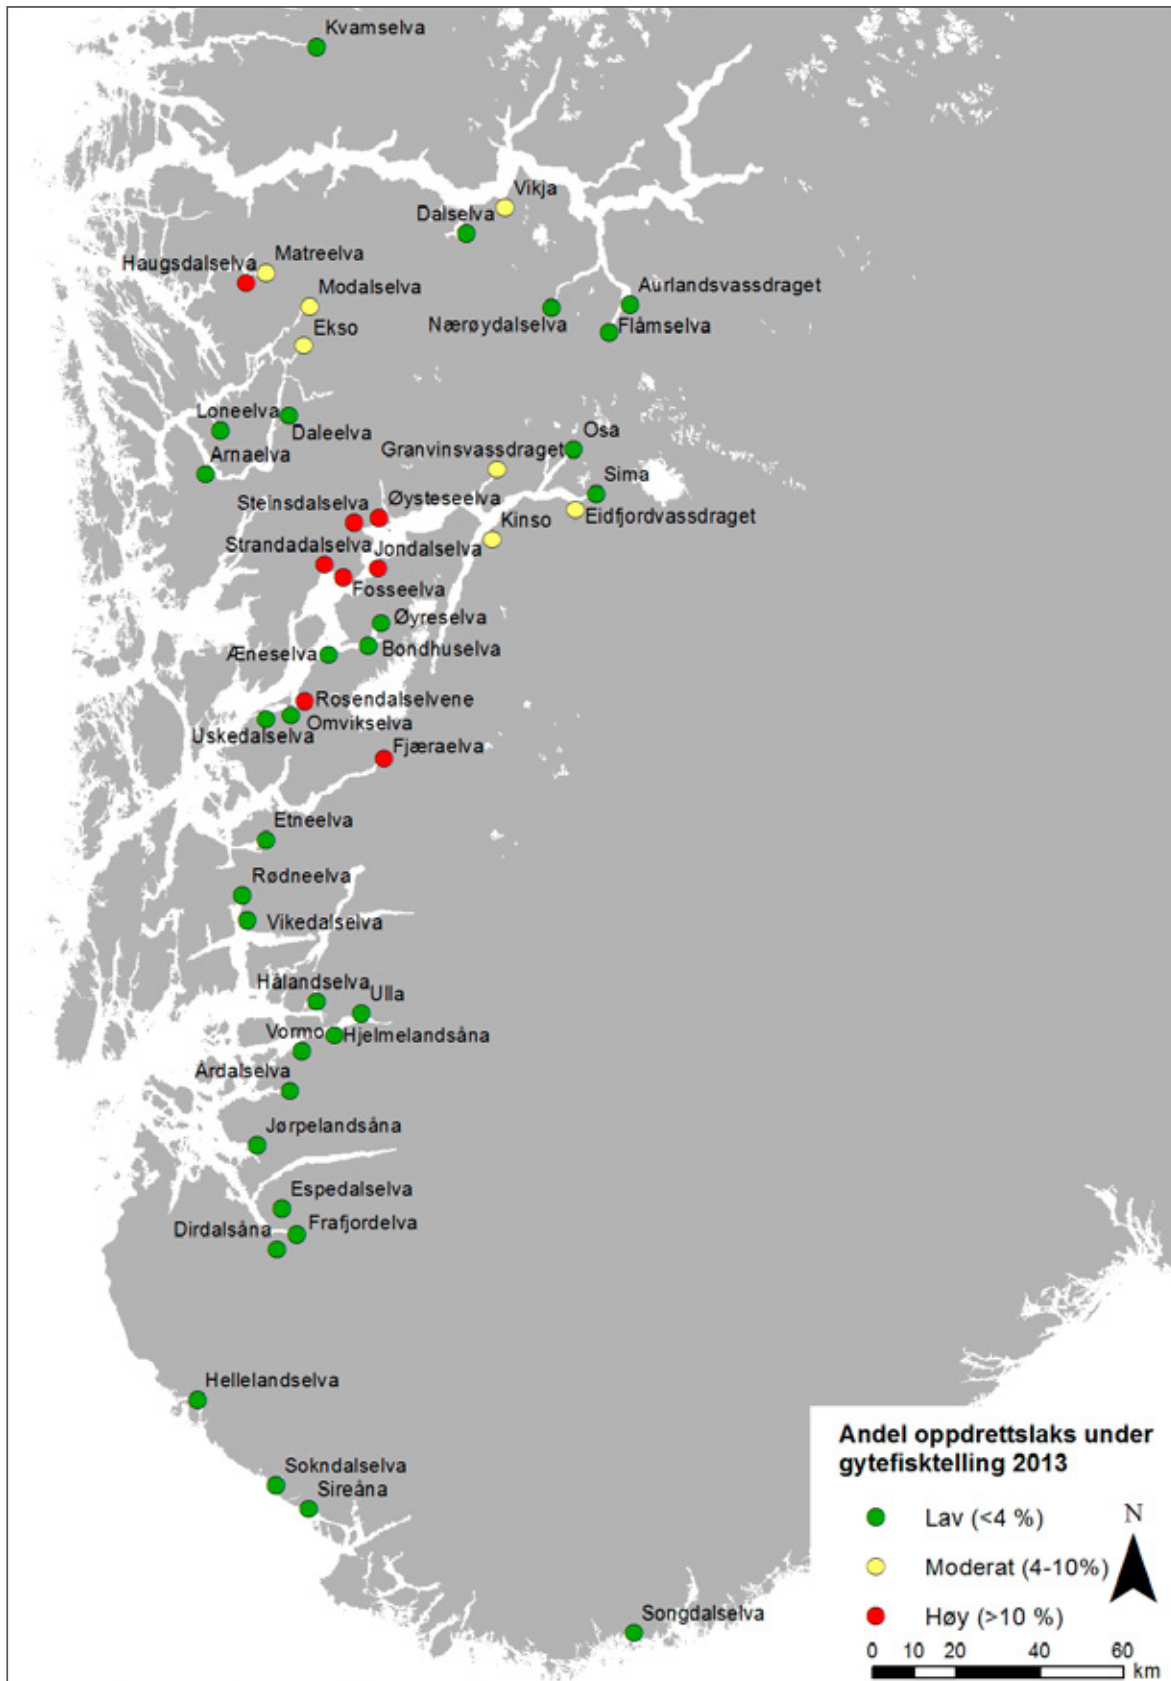 Kvamselva
Vikja
Dalselva
Matreelva
Haugsdalselva
Modalselva
Aurlandsvassdraget
Nærøydalselva
Flåmselva
Ekso
Loneelva
Daleelva
Osa
Granvinsvassdraget
Arnaelva
Sima
Øysteseelva
Steinsdalselva
Kinso
Eidfjordvassdraget
Strandadalselva
Jondalselva
Fosseelva
Øyreselva
Bondhuselva
Æneselva
Rosendalselvene
Omvikselva
Uskedalselva
Fjæraelva
Etneelva
Rødneelva
Vikedalselva
Hålandselva
Ulla
Vormo
Hjelmelandsåna
Årdalselva
Jørpelandsåna
Espedalselva
Frafjordelva
Dirdalsåna
Hellelandselva
Sokndalselva
Sireåna
Songdalselva
Andel oppdrettslaks under
gytefisktelling 2013
Lav (<4 %)
Moderat (4-10%)
Høy (>10 %)
N
0 10 20 40 60
km